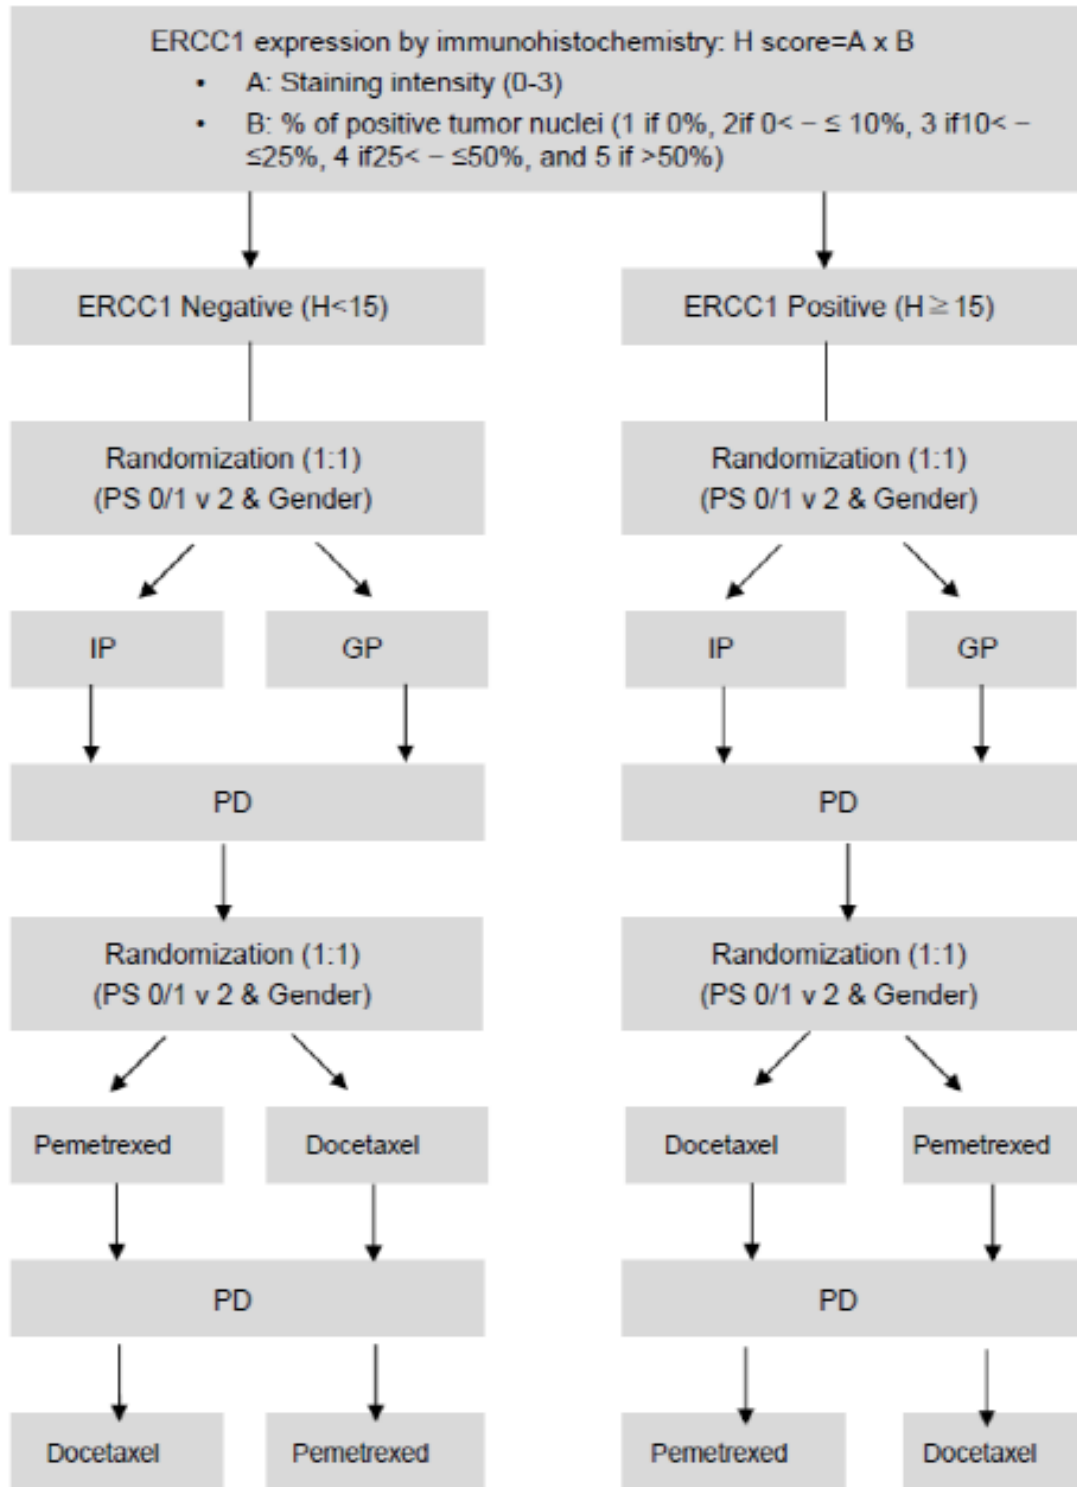 ERCC1 expression by immunohistochemistry: H score=A x B
• A: Staining intensity (0-3)
• B: % of positive tumor nuclei (1 if 0%, 2if 0< − ≤ 10%, 3 if10< −
≤25%, 4 if25< − ≤50%, and 5 if >50%)
ERCC1 Negative (H<15)
ERCC1 Positive (H ≥ 15)
Randomization (1:1)
(PS 0/1 v 2 & Gender)
Randomization (1:1)
(PS 0/1 v 2 & Gender)
IP
GP
IP
GP
PD
PD
Randomization (1:1)
(PS 0/1 v 2 & Gender)
Randomization (1:1)
(PS 0/1 v 2 & Gender)
Pemetrexed
Docetaxel
Docetaxel
Pemetrexed
PD
PD
Docetaxel
Pemetrexed
Pemetrexed
Docetaxel